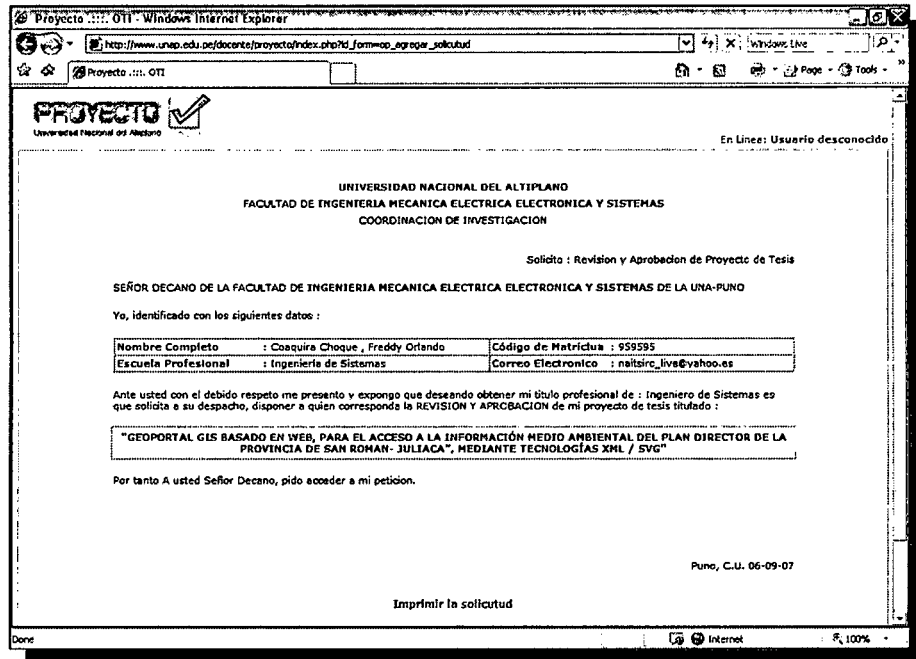 Proyecto .:::. OTI - Windows Internet Explorer
http://www.unap.edu.pe/docente/proyecto/index.php?id_form=op_agregar_solicutud
Windows Live
Proyecto .:::. OTI
Page
Tools
PROYECTO
Universidad Nacional del Altiplano
En Linea: Usuario desconocido
UNIVERSIDAD NACIONAL DEL ALTIPLANO
FACULTAD DE INGENIERIA MECANICA ELECTRICA ELECTRONICA Y SISTEMAS
COORDINACION DE INVESTIGACION
Solicito : Revision y Aprobacion de Proyecto de Tesis
SEÑOR DECANO DE LA FACULTAD DE INGENIERIA MECANICA ELECTRICA ELECTRONICA Y SISTEMAS DE LA UNA-PUNO
Yo, identificado con los siguientes datos :
Nombre Completo : Coaquira Choque , Freddy Orlando Código de Matriclua : 959595
Escuela Profesional : Ingeniería de Sistemas Correo Electronico : naitsirc_live@yahoo.es
Ante usted con el debido respeto me presento y expongo que deseando obtener mi titulo profesional de : Ingeniero de Sistemas es
que solicita a su despacho, disponer a quien corresponda la REVISION Y APROBACION de mi proyecto de tesis titulado :
"GEOPORTAL GIS BASADO EN WEB, PARA EL ACCESO A LA INFORMACIÓN MEDIO AMBIENTAL DEL PLAN DIRECTOR DE LA
PROVINCIA DE SAN ROMAN- JULIACA", MEDIANTE TECNOLOGÍAS XML / SVG"
Por tanto A usted Señor Decano, pido acceder a mi peticion.
Puno, C.U. 06-09-07
Imprimir la solicutud
Done
Internet
100%